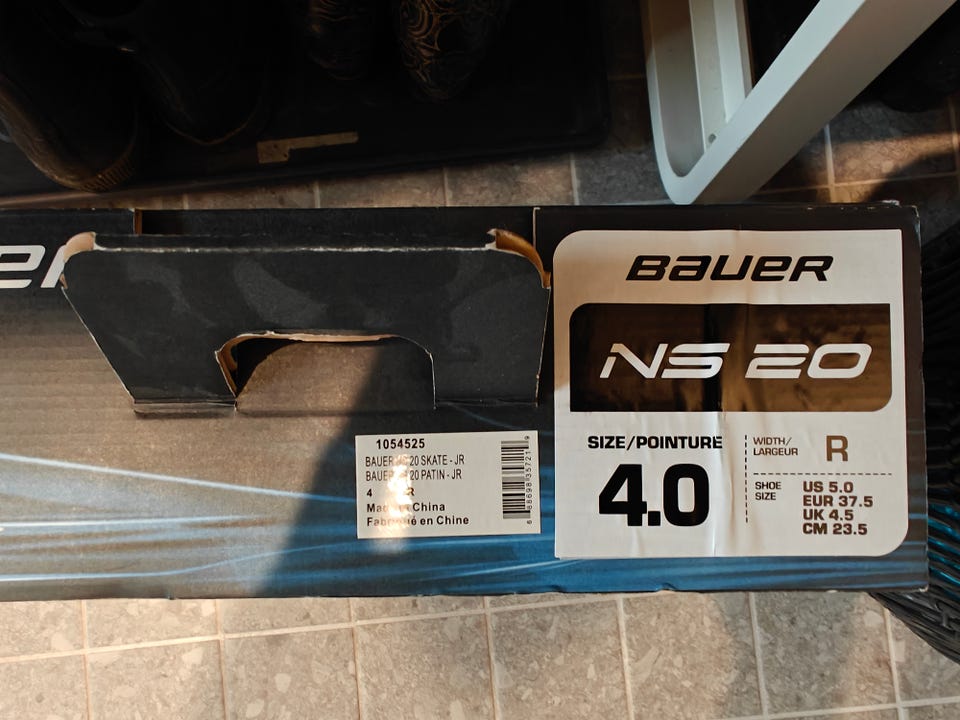 BAUER
NS 20
SIZE/POINTURE
4.0
WIDTH/
LARGEUR
R
SHOE
SIZE
US 5.0
EUR 37.5
UK 4.5
CM 23.5
1054525
BAUER 20 SKATE - JR
BAUER 20 PATIN - JR
4 R
China
en Chine